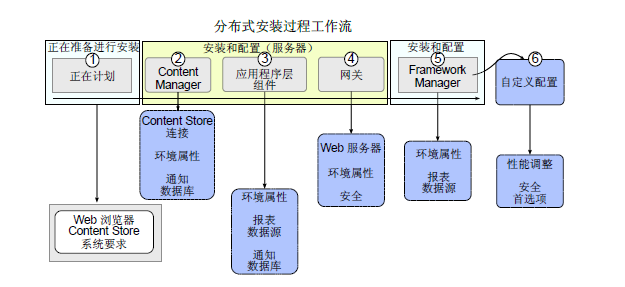 分布式安装过程工作流
正在准备进行安装
安装和配置（服务器）
安装和配置
1
正在计划
2
Content
Manager
3
应用程序层
组件
4
网关
5
Framework
Manager
6
自定义配置
Content Store
连接
环境属性
通知
数据库
环境属性
报表
数据源
通知
数据库
Web 服务器
环境属性
安全
环境属性
报表
数据源
性能调整
安全
首选项
Web 浏览器
Content Store
系统要求